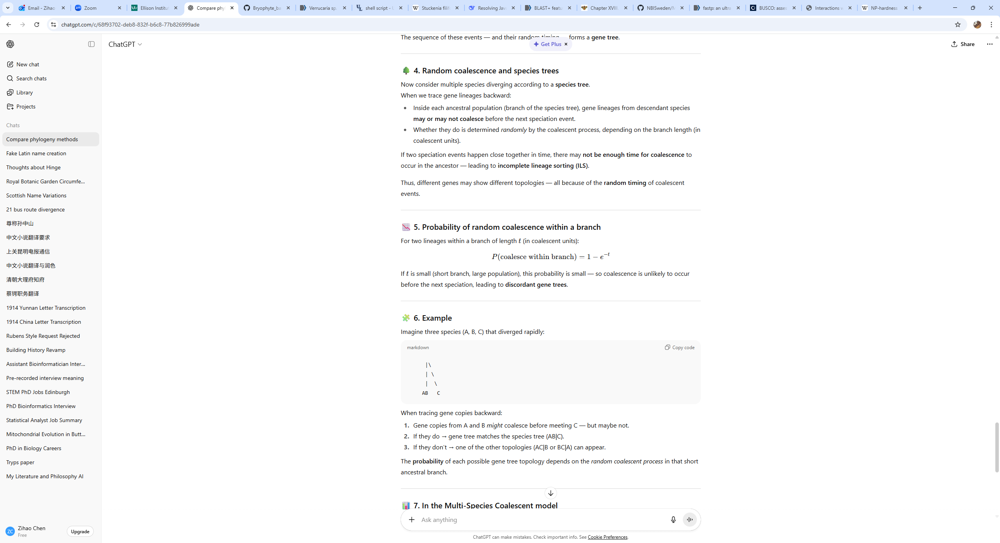 Email - Zihao
Zoom
Ellison Institut
Compare phyl
Bryophyte_ba
Verrucaria sp.
shell script - U
Stuckenia filif
Resolving Java
BLAST+ featu
Chapter XVIII.
NBISweden/M
fastp: an ultra
BUSCO: asses
Interactions w
NP-hardness
chatgpt.com/c/68f93702-deb8-832f-b6c8-77b826999ade
ChatGPT
Get Plus
Share
New chat
Search chats
Library
Projects
Chats
Compare phylogeny methods
Fake Latin name creation
Thoughts about Hinge
Royal Botanic Garden Circumfe...
Scottish Name Variations
21 bus route divergence
尊称孙中山
中文小说翻译要求
上关昆明电报通信
中文小说翻译与润色
清朝大理府知府
蔡锷职务翻译
1914 Yunnan Letter Transcription
1914 China Letter Transcription
Rubens Style Request Rejected
Building History Revamp
Assistant Bioinformatician Inter...
Pre-recorded interview meaning
STEM PhD Jobs Edinburgh
PhD Bioinformatics Interview
Statistical Analyst Job Summary
Mitochondrial Evolution in Butt...
PhD in Biology Careers
Tryps paper
My Literature and Philosophy AI
ZC
Zihao Chen
Free
Upgrade
The sequence of these events — and their random timing — forms a gene tree.
4. Random coalescence and species trees
Now consider multiple species diverging according to a species tree.
When we trace gene lineages backward:
• Inside each ancestral population (branch of the species tree), gene lineages from descendant species
may or may not coalesce before the next speciation event.
• Whether they do is determined randomly by the coalescent process, depending on the branch length (in
coalescent units).
If two speciation events happen close together in time, there may not be enough time for coalescence to
occur in the ancestor — leading to incomplete lineage sorting (ILS).
Thus, different genes may show different topologies — all because of the random timing of coalescent
events.
5. Probability of random coalescence within a branch
For two lineages within a branch of length t (in coalescent units):
P(coalesce within branch) = 1 − e^−t
If t is small (short branch, large population), this probability is small — so coalescence is unlikely to occur
before the next speciation, leading to discordant gene trees.
6. Example
Imagine three species (A, B, C) that diverged rapidly:
markdown
Copy code
|\
| \
|  \
AB   C
When tracing gene copies backward:
1. Gene copies from A and B might coalesce before meeting C — but maybe not.
2. If they do → gene tree matches the species tree (AB|C).
3. If they don't → one of the other topologies (AC|B or BC|A) can appear.
The probability of each possible gene tree topology depends on the random coalescent process in that short
ancestral branch.
7. In the Multi-Species Coalescent model
Ask anything
ChatGPT can make mistakes. Check important info. See Cookie Preferences.